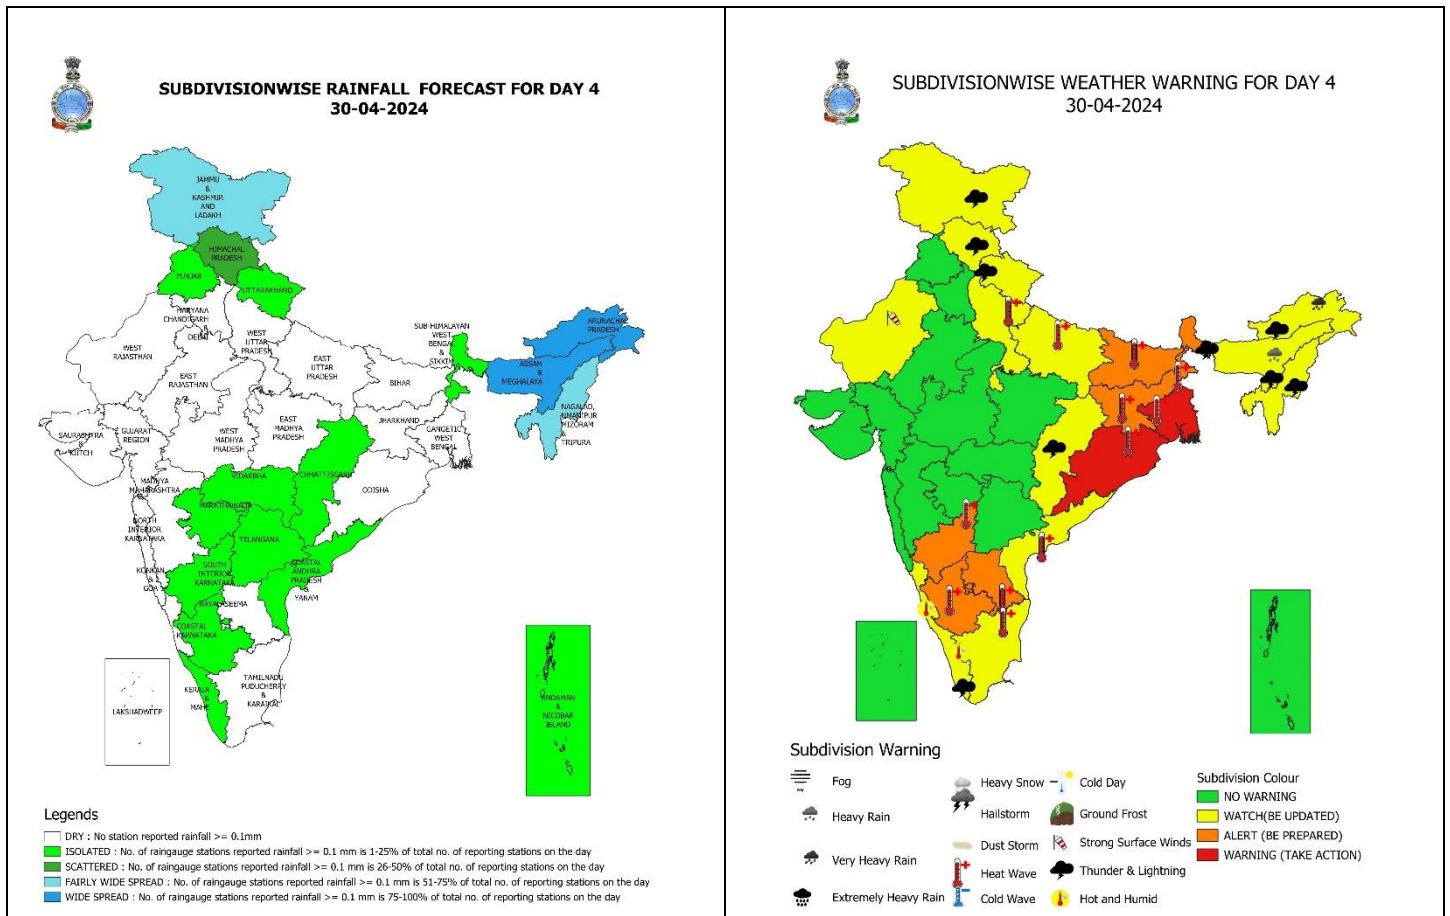 SUBDIVISIONWISE RAINFALL FORECAST FOR DAY 4
30-04-2024
JAMMU
&
KASHMIR
AND
LADAKH
HIMACHAL
PRADESH
PUNJAB
UTTARAKHAND
HARYANA
CHANDIGARH
&
DELHI
WEST
UTTAR
PRADESH
WEST
RAJASTHAN
EAST
RAJASTHAN
EAST
UTTAR
PRADESH
BIHAR
SUB-HIMALAYAN
WEST
BENGAL
&
SIKKIM
ARUNACHAL
PRADESH
ASSAM
&
MEGHALAYA
NAGALAD,
MANIPUR
MIZORAM
&
TRIPURA
SAURASHTRA
&
KUTCH
GUJARAT
REGION
WEST
MADHYA
PRADESH
EAST
MADHYA
PRADESH
JHARKHAND
GANGETIC
WEST
BENGAL
MADHYA
MAHARASHTRA
VIDARBHA
CHHATTISGARH
ODISHA
MARATHAWADA
NORTH
INTERIOR
KARNATAKA
TELANGANA
KONKAN
&
GOA
SOUTH
INTERIOR
KARNATAKA
COASTAL
ANDHRA
PRADESH
&
YANAM
RAYALASEEMA
COASTAL
KARNATAKA
KERALA
&
MAHE
TAMILNADU
PUDUCHERRY
&
KARAIKAL
LAKSHADWEEP
ANDAMAN
&
NICOBAR
ISLAND
Legends
DRY : No station reported rainfall >= 0.1mm
ISOLATED : No. of raingauge stations reported rainfall >= 0.1 mm is 1-25% of total no. of reporting stations on the day
SCATTERED : No. of raingauge stations reported rainfall >= 0.1 mm is 26-50% of total no. of reporting stations on the day
FAIRLY WIDE SPREAD : No. of raingauge stations reported rainfall >= 0.1 mm is 51-75% of total no. of reporting stations on the day
WIDE SPREAD : No. of raingauge stations reported rainfall >= 0.1 mm is 75-100% of total no. of reporting stations on the day
SUBDIVISIONWISE WEATHER WARNING FOR DAY 4
30-04-2024
Subdivision Warning
Fog
Heavy Rain
Very Heavy Rain
Extremely Heavy Rain
Heavy Snow
Hailstorm
Dust Storm
Heat Wave
Cold Wave
Cold Day
Ground Frost
Strong Surface Winds
Thunder & Lightning
Hot and Humid
Subdivision Colour
NO WARNING
WATCH(BE UPDATED)
ALERT (BE PREPARED)
WARNING (TAKE ACTION)